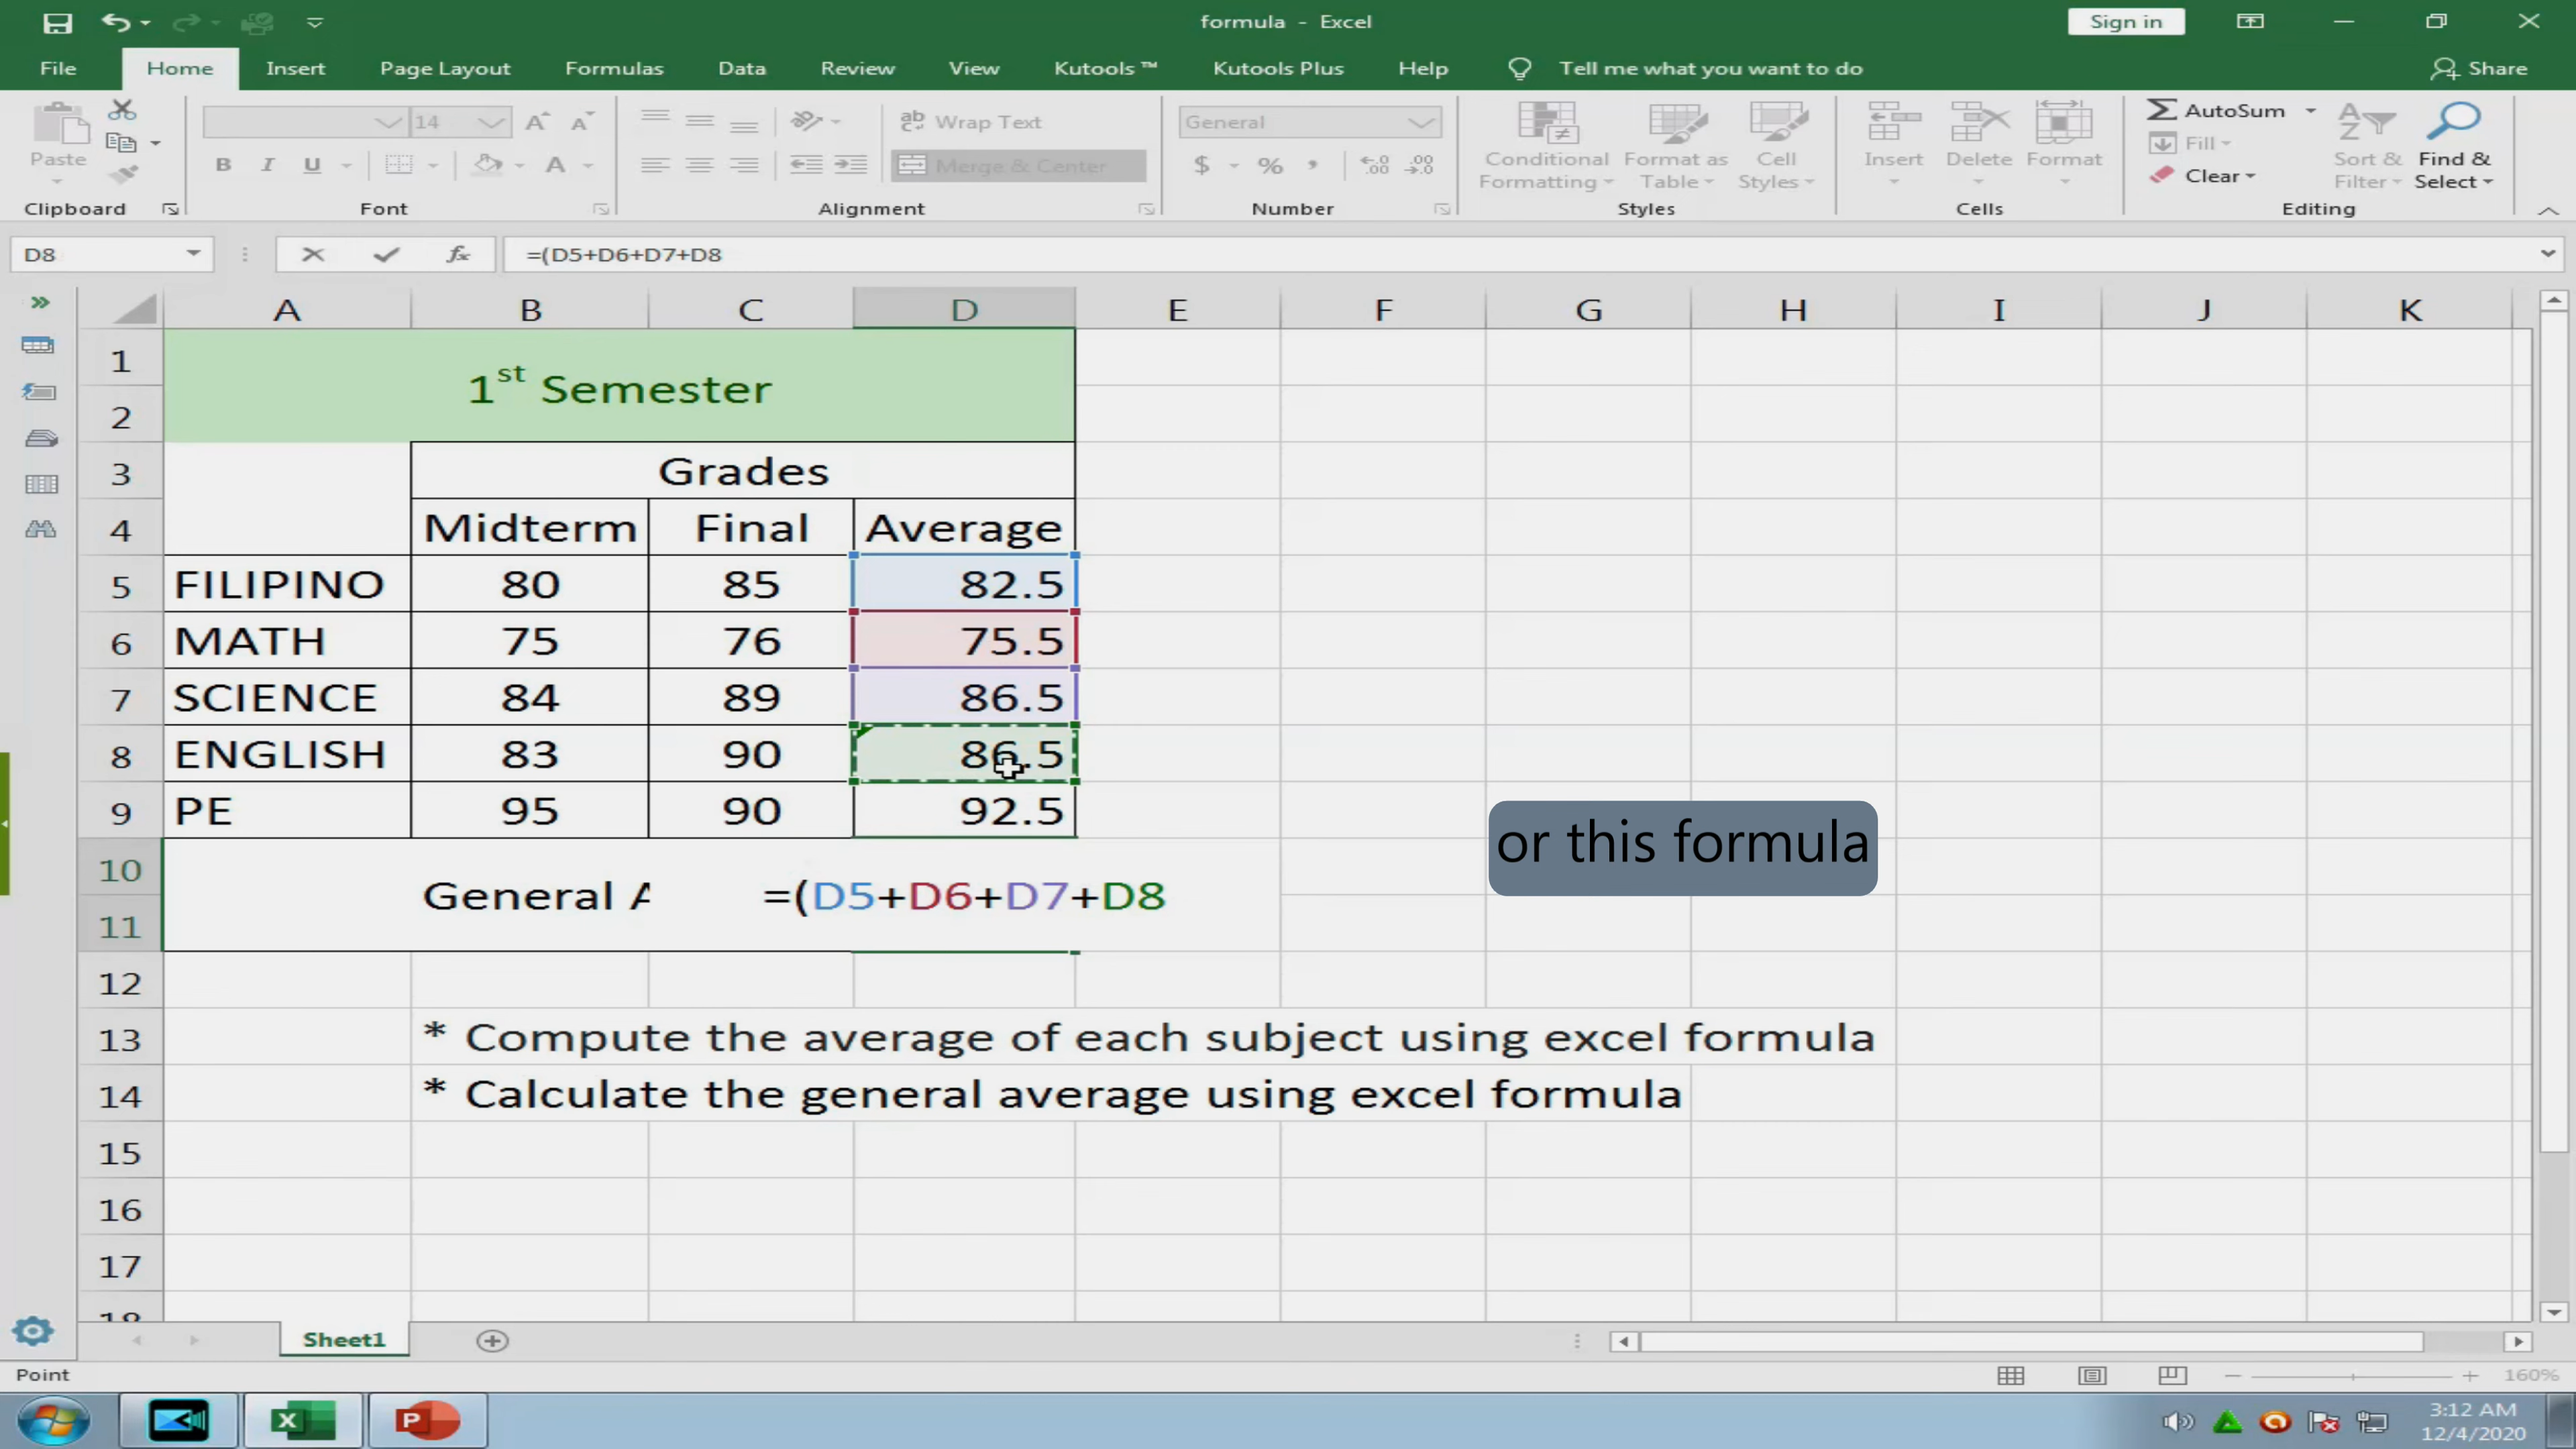 formula - Excel
Sign in
File Home Insert Page Layout Formulas Data Review View Kutools ™ Kutools Plus Help Tell me what you want to do Share
Paste
14
B I U
Wrap Text
Merge & Center
General
$ % ,
Conditional Formatting
Format as Table
Cell Styles
Insert Delete Format
AutoSum
Fill
Clear
Sort & Filter
Find & Select
Clipboard Font Alignment Number Styles Cells Editing
D8 fx =(D5+D6+D7+D8
A B C D E F G H I J K
1
2
1st Semester
3 Grades
4 Midterm Final Average
5 FILIPINO 80 85 82.5
6 MATH 75 76 75.5
7 SCIENCE 84 89 86.5
8 ENGLISH 83 90 86.5
9 PE 95 90 92.5
or this formula
10
General A =(D5+D6+D7+D8
11
12
13 * Compute the average of each subject using excel formula
14 * Calculate the general average using excel formula
15
16
17
18
Sheet1
Point
160%
3:12 AM
12/4/2020